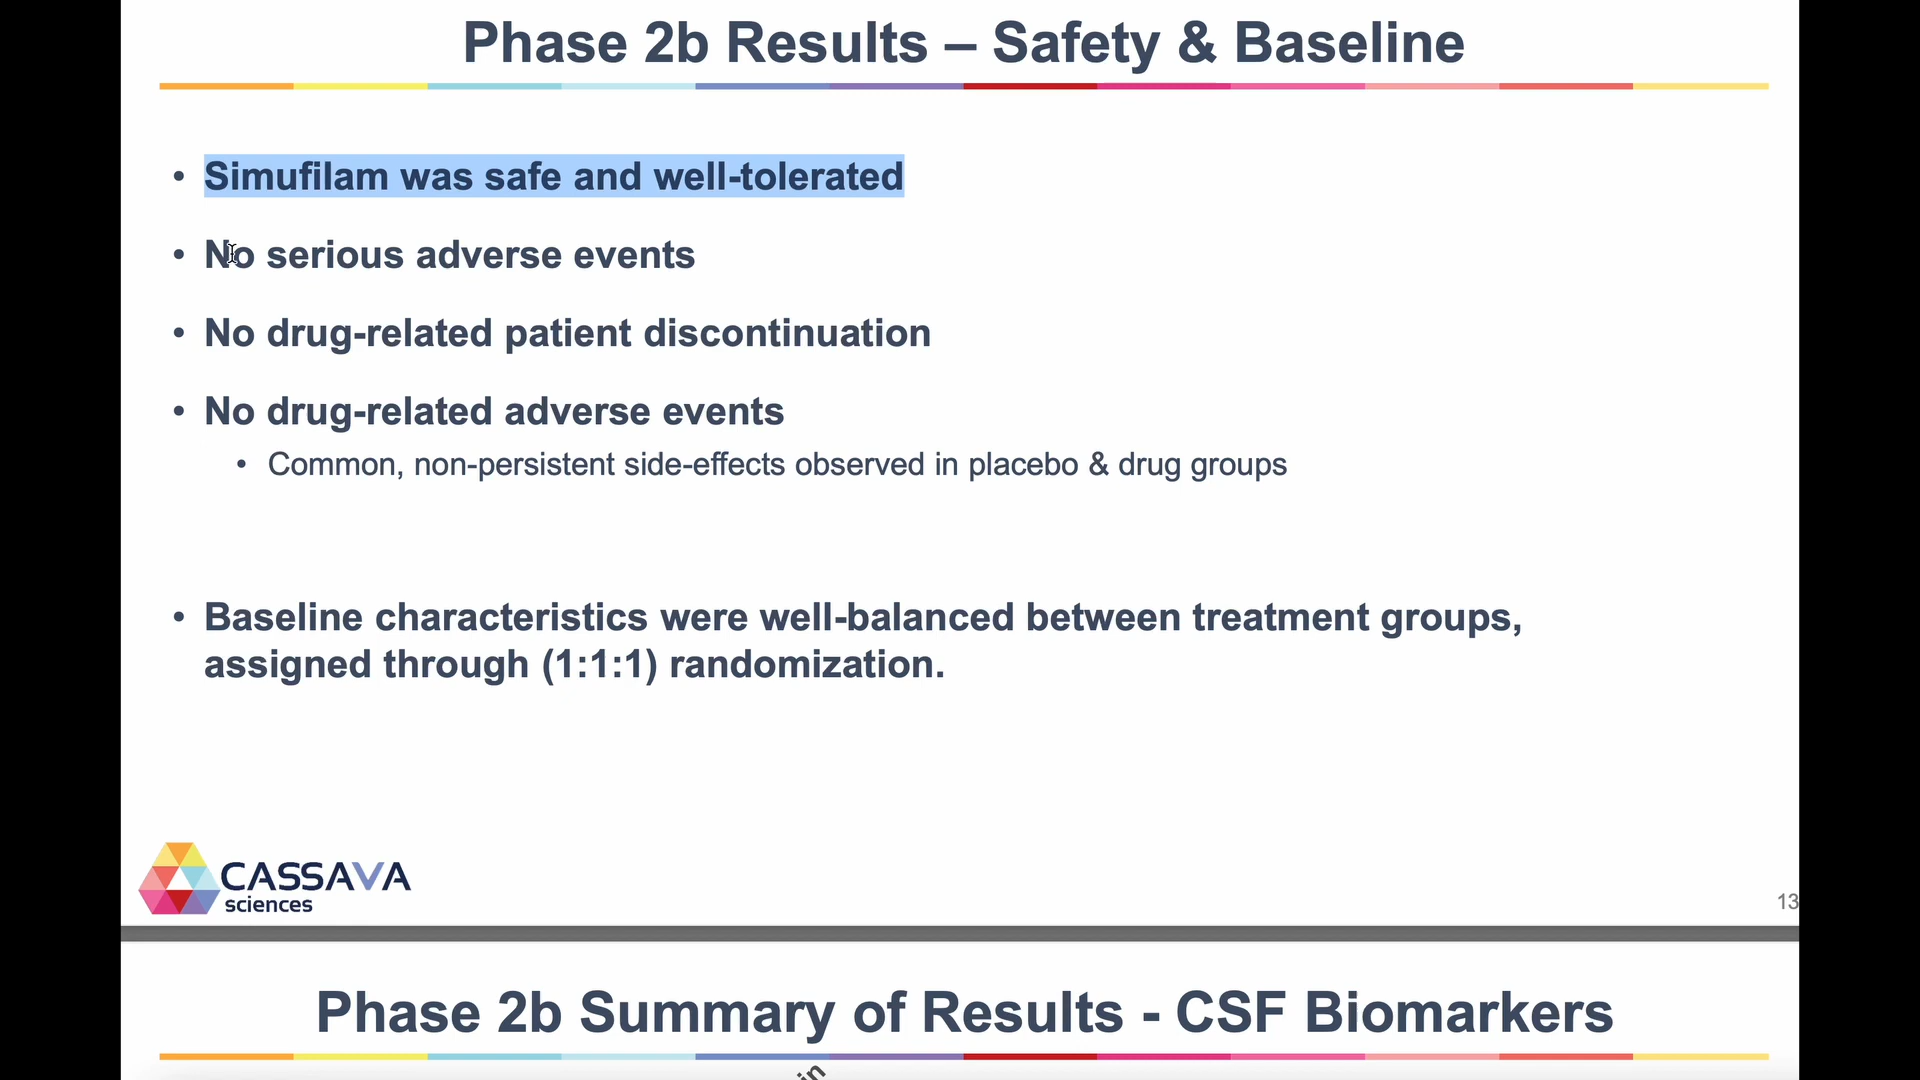 Phase 2b Results – Safety & Baseline
• Simufilam was safe and well-tolerated
• No serious adverse events
• No drug-related patient discontinuation
• No drug-related adverse events
• Common, non-persistent side-effects observed in placebo & drug groups
• Baseline characteristics were well-balanced between treatment groups,
assigned through (1:1:1) randomization.
CASSAVA
sciences
13
Phase 2b Summary of Results - CSF Biomarkers
in